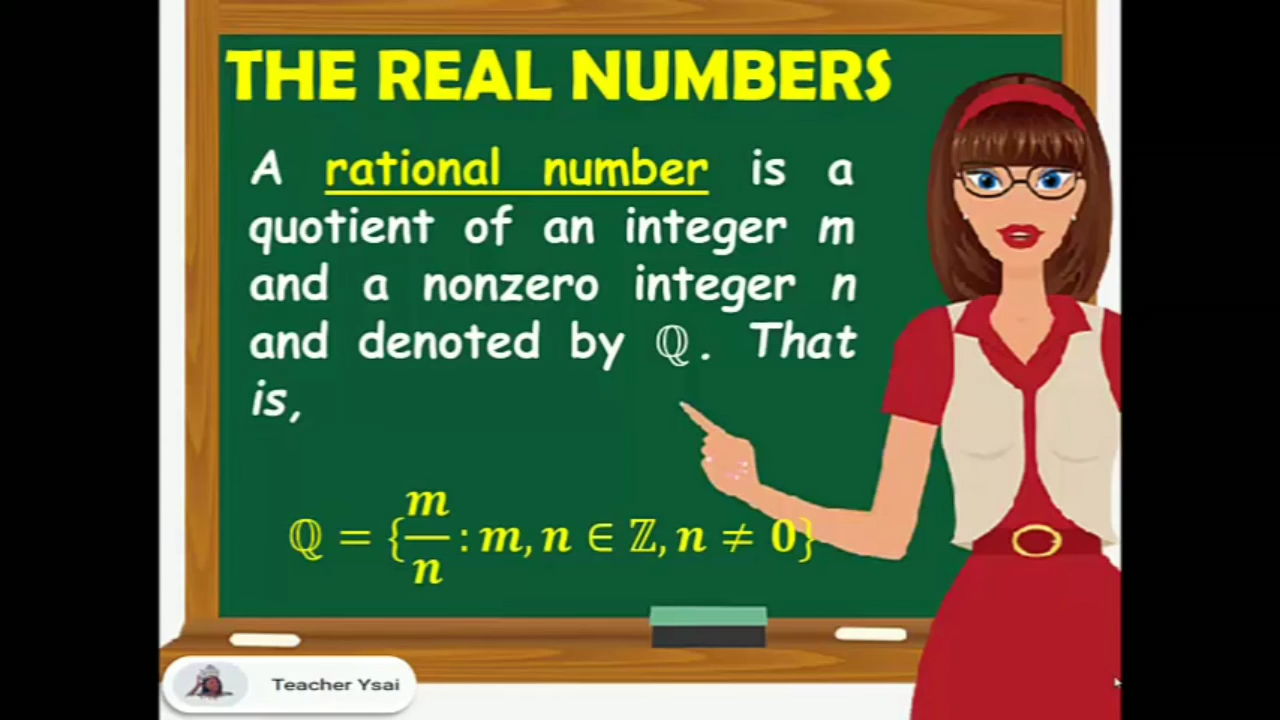 THE REAL NUMBERS
A rational number is a
quotient of an integer m
and a nonzero integer n
and denoted by ℚ. That
is,
ℚ = {m/n : m, n ∈ ℤ, n ≠ 0}
Teacher Ysai